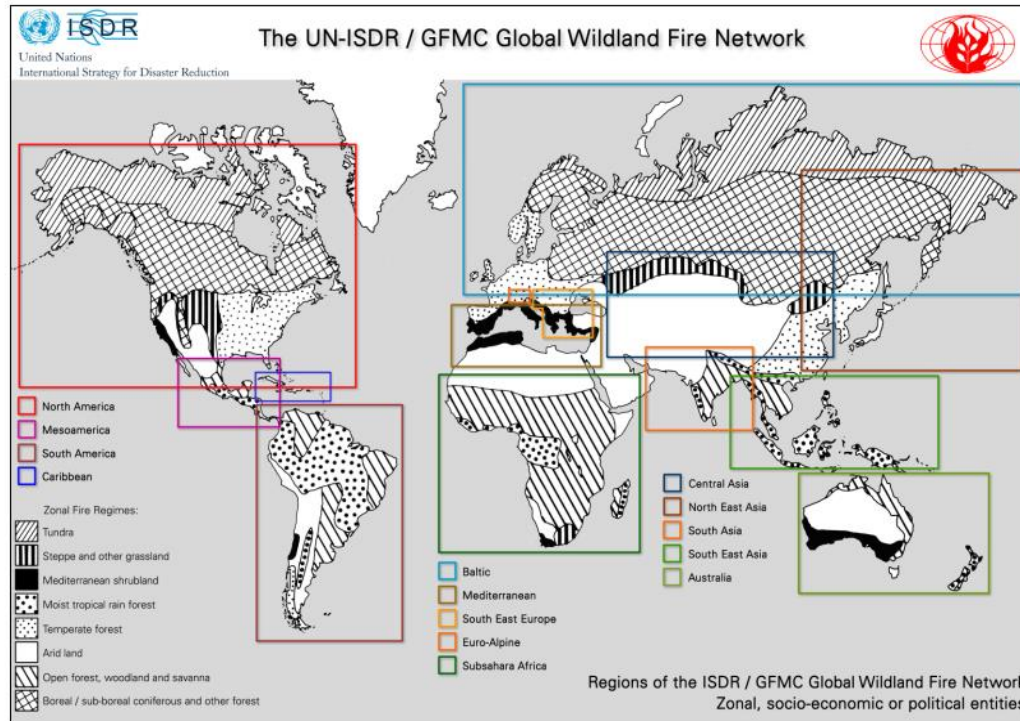 ISDR
United Nations
International Strategy for Disaster Reduction
The UN-ISDR / GFMC Global Wildland Fire Network
North America
Mesoamerica
South America
Caribbean
Zonal Fire Regimes:
Tundra
Steppe and other grassland
Mediterranean shrubland
Moist tropical rain forest
Temperate forest
Arid land
Open forest, woodland and savanna
Boreal / sub-boreal coniferous and other forest
Baltic
Mediterranean
South East Europe
Euro-Alpine
Subsahara Africa
Central Asia
North East Asia
South Asia
South East Asia
Australia
Regions of the ISDR / GFMC Global Wildland Fire Network
Zonal, socio-economic or political entities